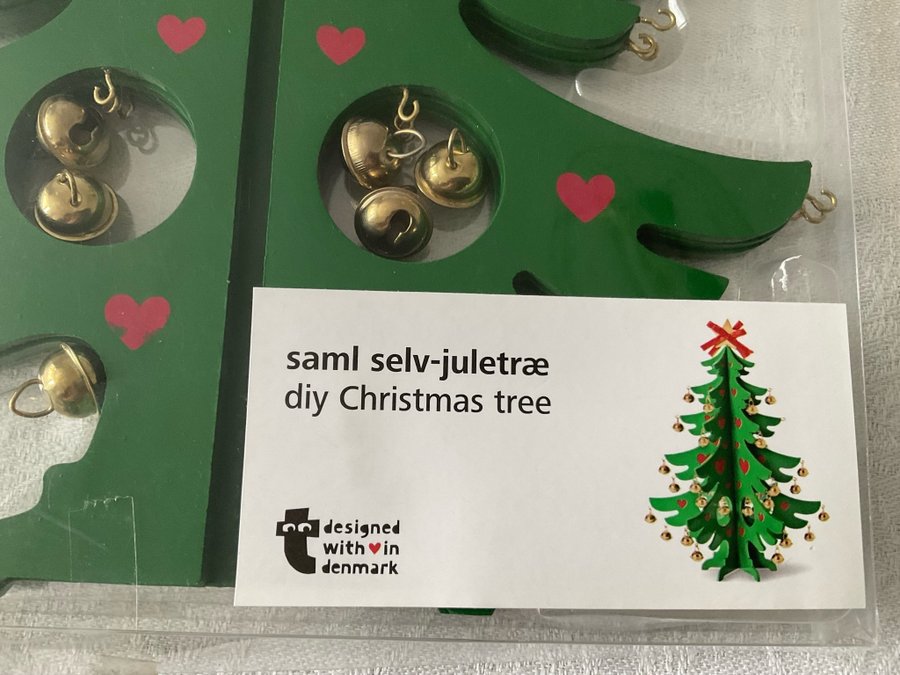 saml selv-juletræ
diy Christmas tree
designed
with♥in
denmark